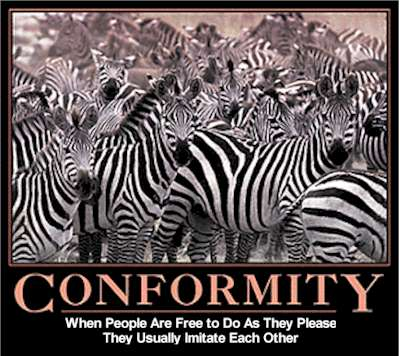 CONFORMITY
When People Are Free to Do As They Please
They Usually Imitate Each Other